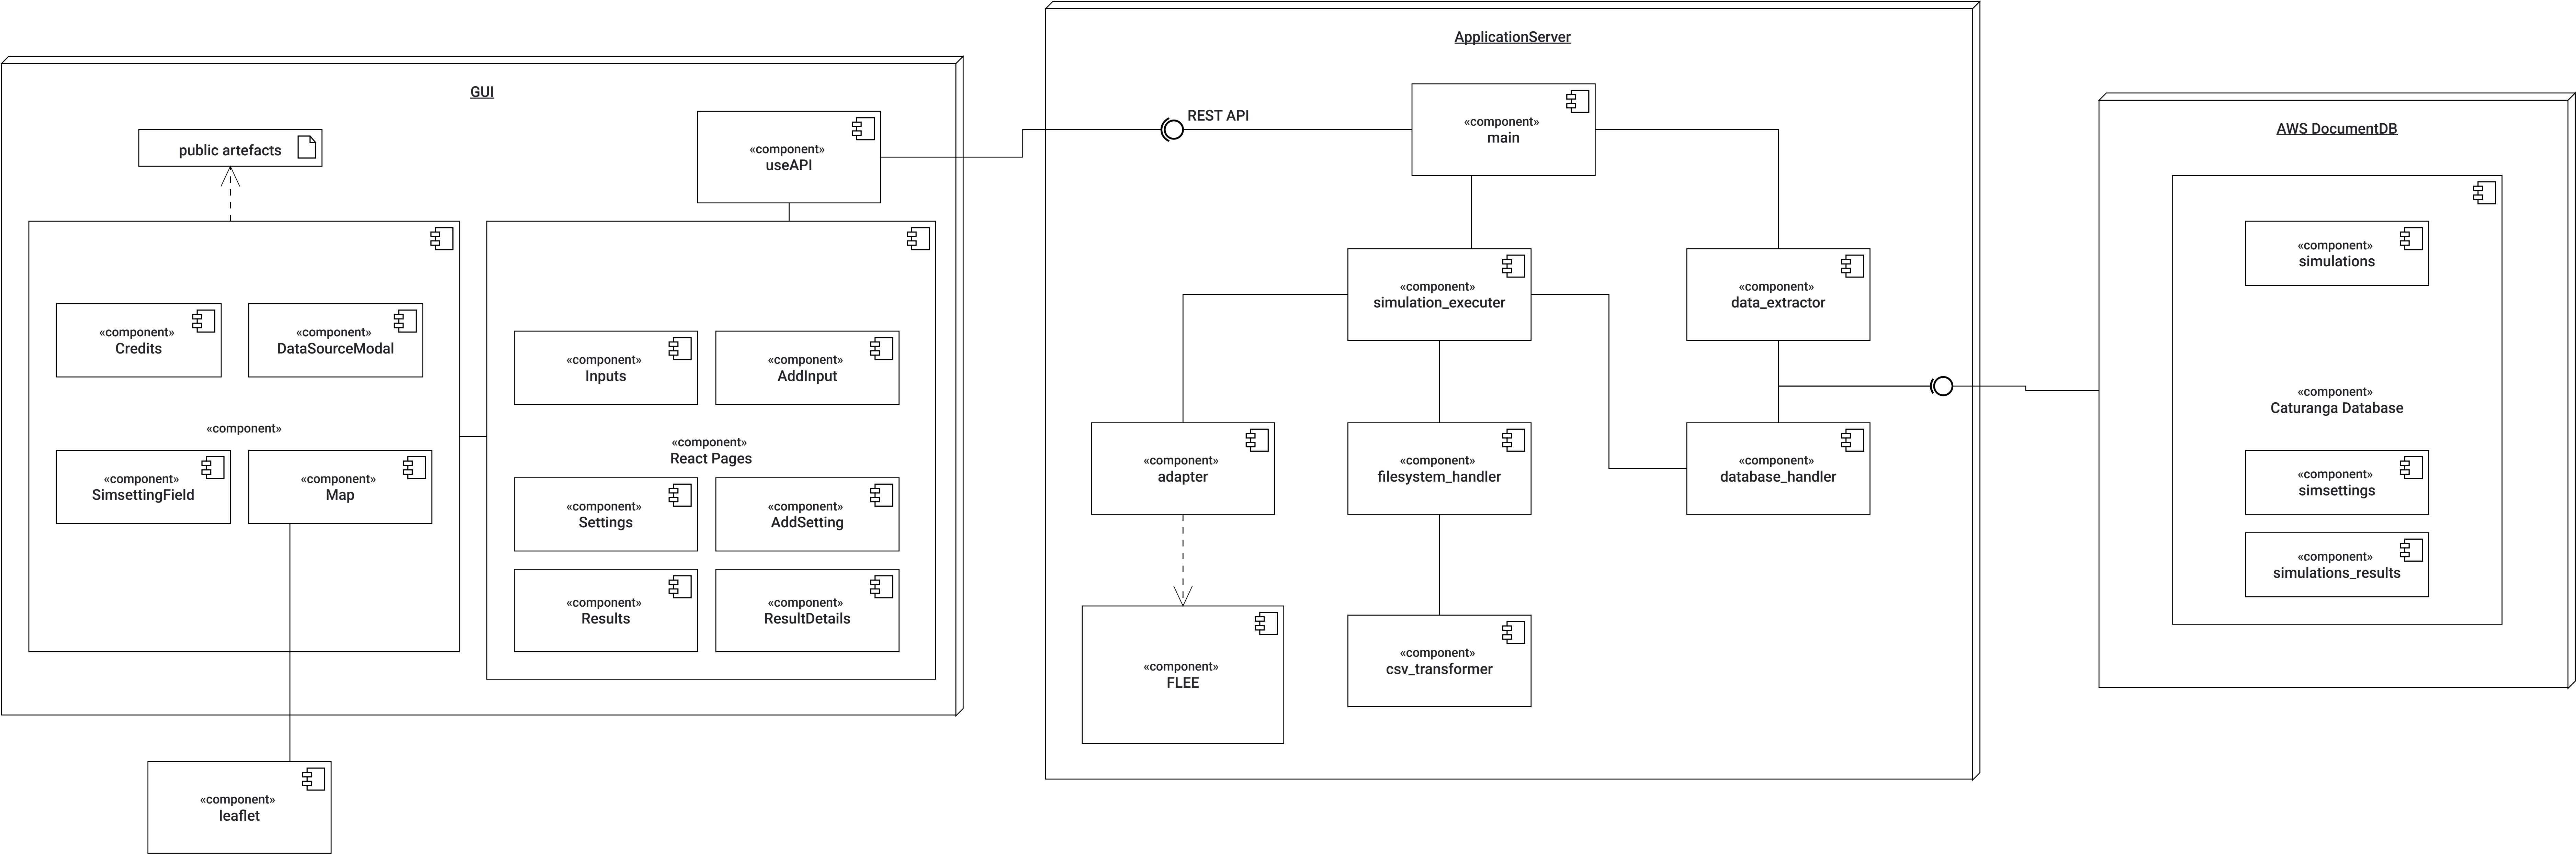 GUI
public artefacts
«component»
useAPI
«component»
Credits
«component»
DataSourceModal
«component»
«component»
SimsettingField
«component»
Map
«component»
Inputs
«component»
AddInput
«component»
React Pages
«component»
Settings
«component»
AddSetting
«component»
Results
«component»
ResultDetails
«component»
leaflet
ApplicationServer
REST API
«component»
main
«component»
simulation_executer
«component»
data_extractor
«component»
adapter
«component»
filesystem_handler
«component»
database_handler
«component»
FLEE
«component»
csv_transformer
AWS DocumentDB
«component»
simulations
«component»
Caturanga Database
«component»
simsettings
«component»
simulations_results